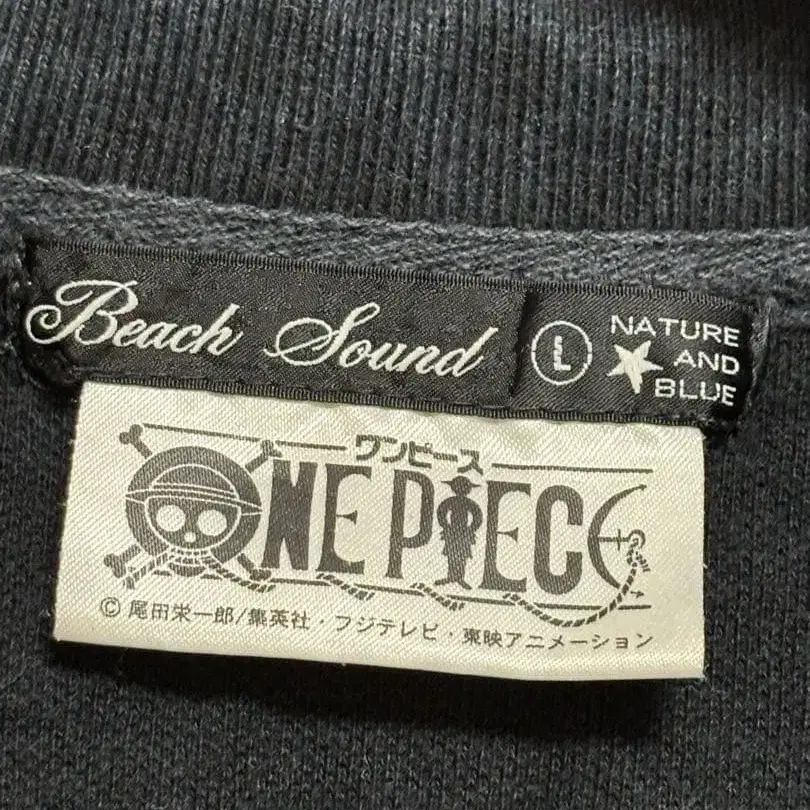 Beach Sound
L
NATURE
AND
BLUE
ワンピース
ONE PIECE
© 尾田栄一郎/集英社・フジテレビ・東映アニメーション